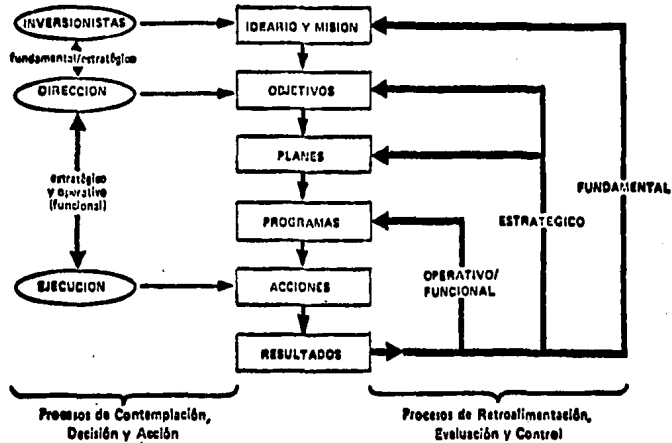 INVERSIONISTAS
IDEARIO Y MISION
fundamental/estratégico
DIRECCION
OBJETIVOS
PLANES
estratégico
y operativo
(funcional)
FUNDAMENTAL
PROGRAMAS
ESTRATEGICO
OPERATIVO/
FUNCIONAL
EJECUCION
ACCIONES
RESULTADOS
Procesos de Contemplación,
Decisión y Acción
Procesos de Retroalimentación,
Evaluación y Control